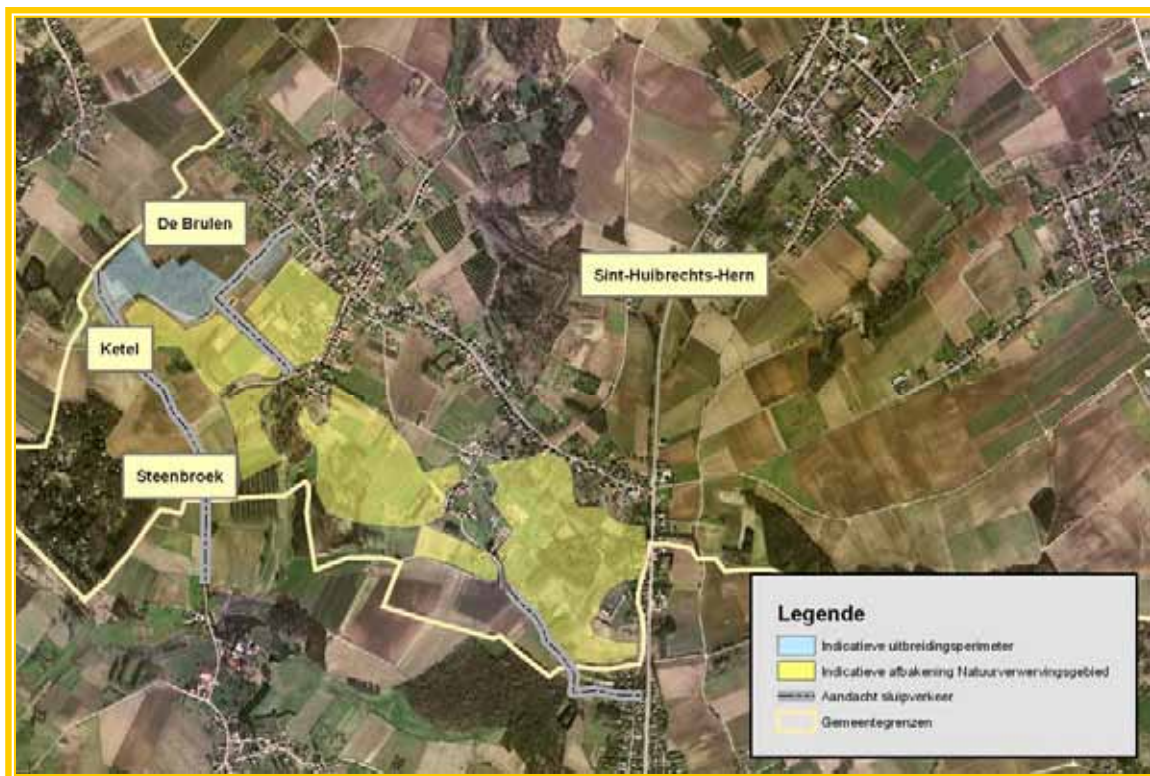 De Brulen
Sint-Huibrechts-Hern
Ketel
Steenbroek
Legende
Indicatieve uitbreidingsperimeter
Indicatieve afbakening Natuurverwervingsgebied
Aandacht sluipverkeer
Gemeentegrenzen